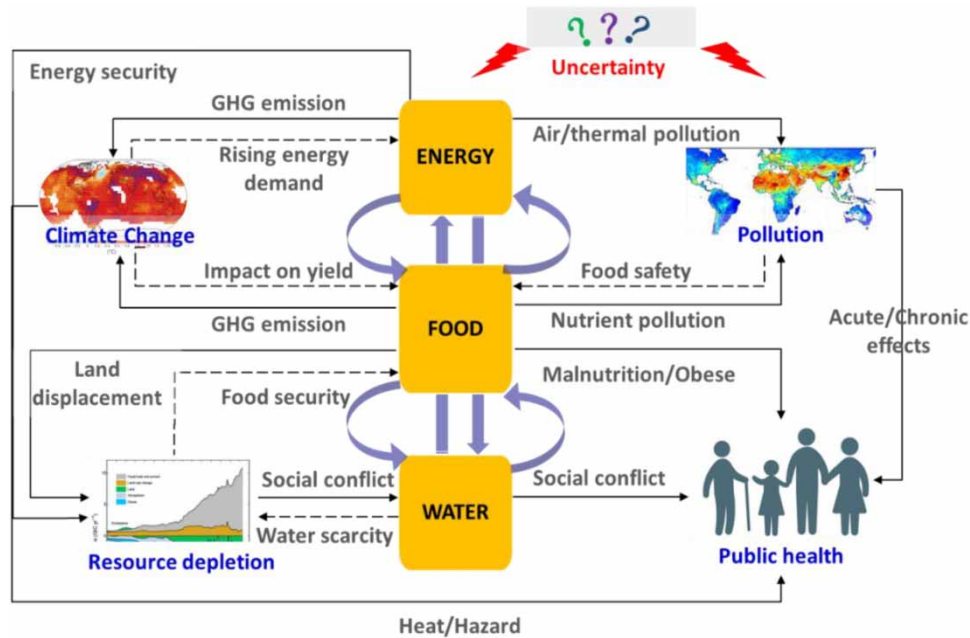 ? ? ?
Uncertainty
Energy security
GHG emission
ENERGY
Air/thermal pollution
Rising energy
demand
Climate Change
Pollution
Impact on yield
Food safety
FOOD
GHG emission
Nutrient pollution
Acute/Chronic
effects
Land
displacement
Food security
Malnutrition/Obese
Social conflict
WATER
Social conflict
Water scarcity
Resource depletion
Public health
Heat/Hazard